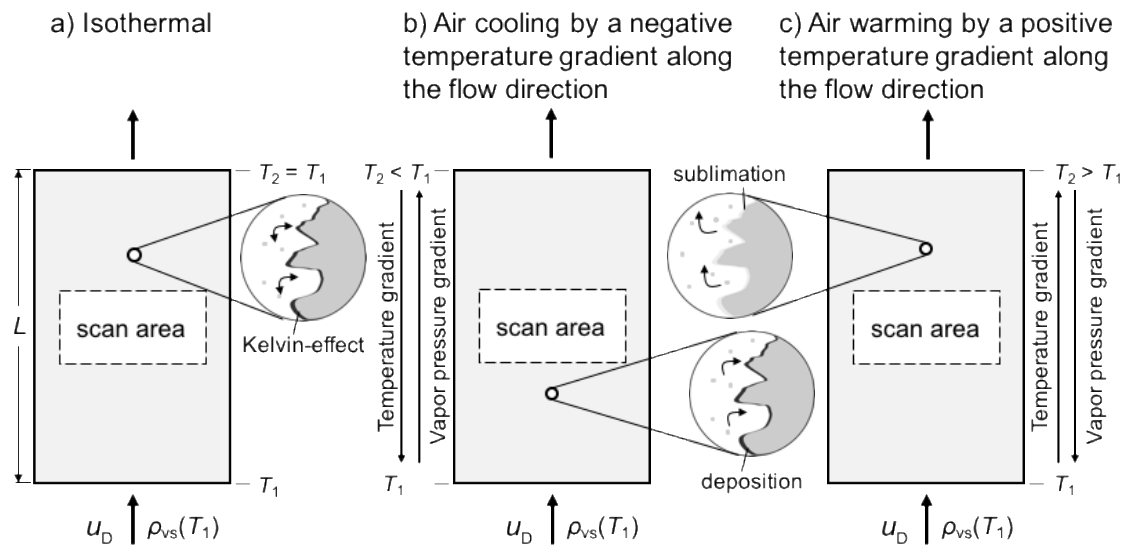 a) Isothermal
b) Air cooling by a negative
temperature gradient along
the flow direction
c) Air warming by a positive
temperature gradient along
the flow direction
L
T2 = T1
scan area
Kelvin-effect
T1
uD
ρvs(T1)
T2 < T1
Temperature gradient
Vapor pressure gradient
scan area
deposition
T1
uD
ρvs(T1)
sublimation
T2 > T1
scan area
Temperature gradient
Vapor pressure gradient
T1
uD
ρvs(T1)